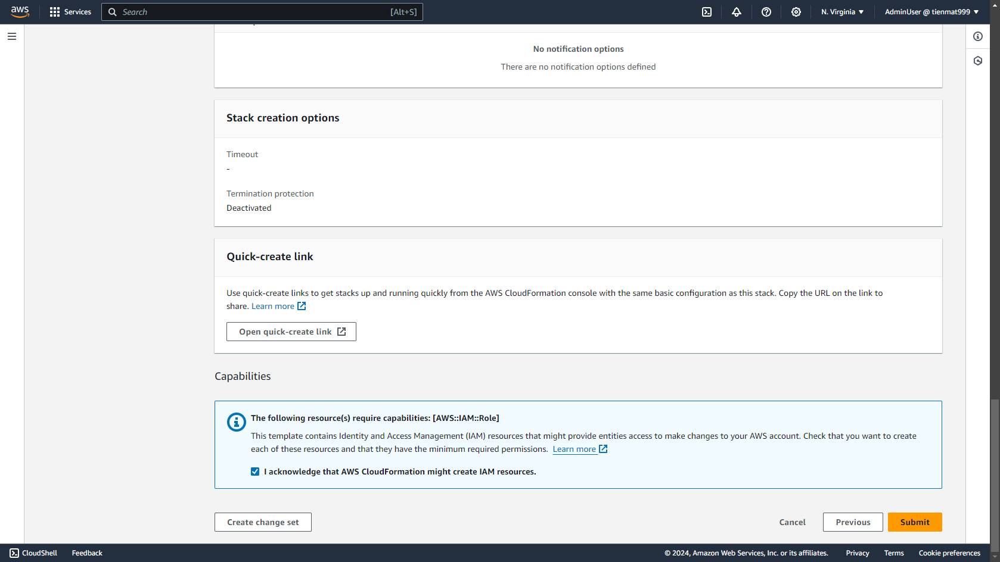 aws
Services
Search
[Alt+S]
N. Virginia
AdminUser @ tienmat999
No notification options
There are no notification options defined
Stack creation options
Timeout
-
Termination protection
Deactivated
Quick-create link
Use quick-create links to get stacks up and running quickly from the AWS CloudFormation console with the same basic configuration as this stack. Copy the URL on the link to
share. Learn more
Open quick-create link
Capabilities
The following resource(s) require capabilities: [AWS::IAM::Role]
This template contains Identity and Access Management (IAM) resources that might provide entities access to make changes to your AWS account. Check that you want to create
each of these resources and that they have the minimum required permissions. Learn more
I acknowledge that AWS CloudFormation might create IAM resources.
Create change set
Cancel
Previous
Submit
CloudShell
Feedback
© 2024, Amazon Web Services, Inc. or its affiliates.
Privacy
Terms
Cookie preferences